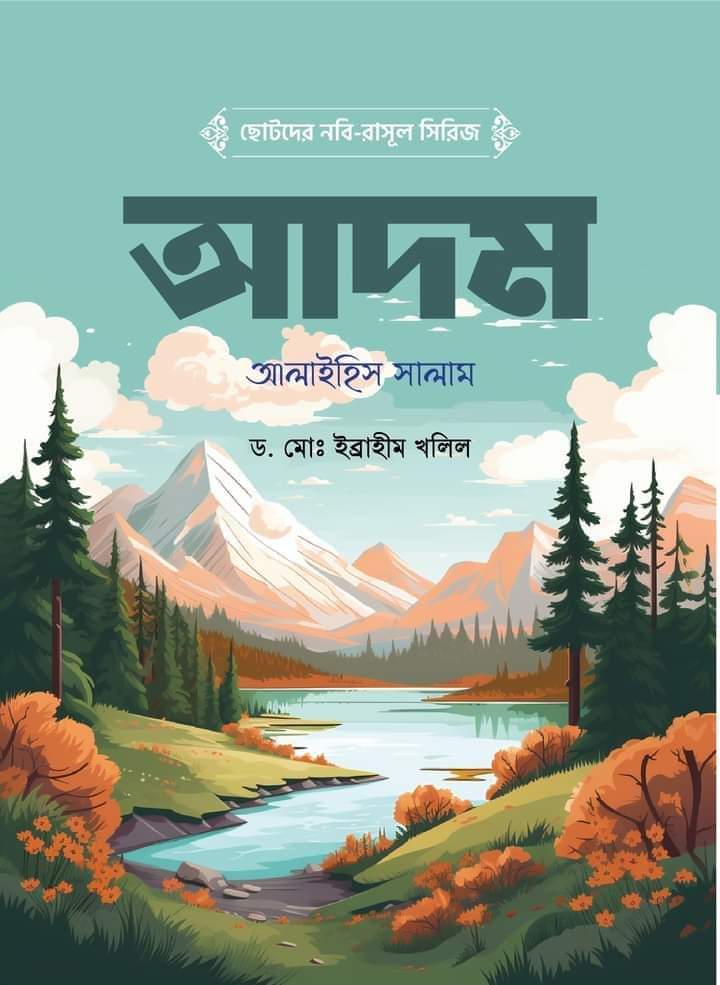 ছোটদের নবি-রাসূল সিরিজ
আদম
আলাইহিস সালাম
ড. মোঃ ইব্রাহীম খলিল